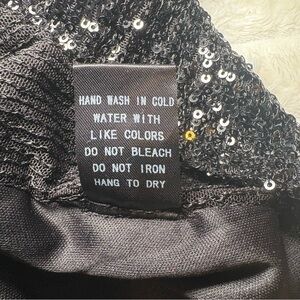 HAND WASH IN COLD
WATER WITH
LIKE COLORS
DO NOT BLEACH
DO NOT IRON
HANG TO DRY